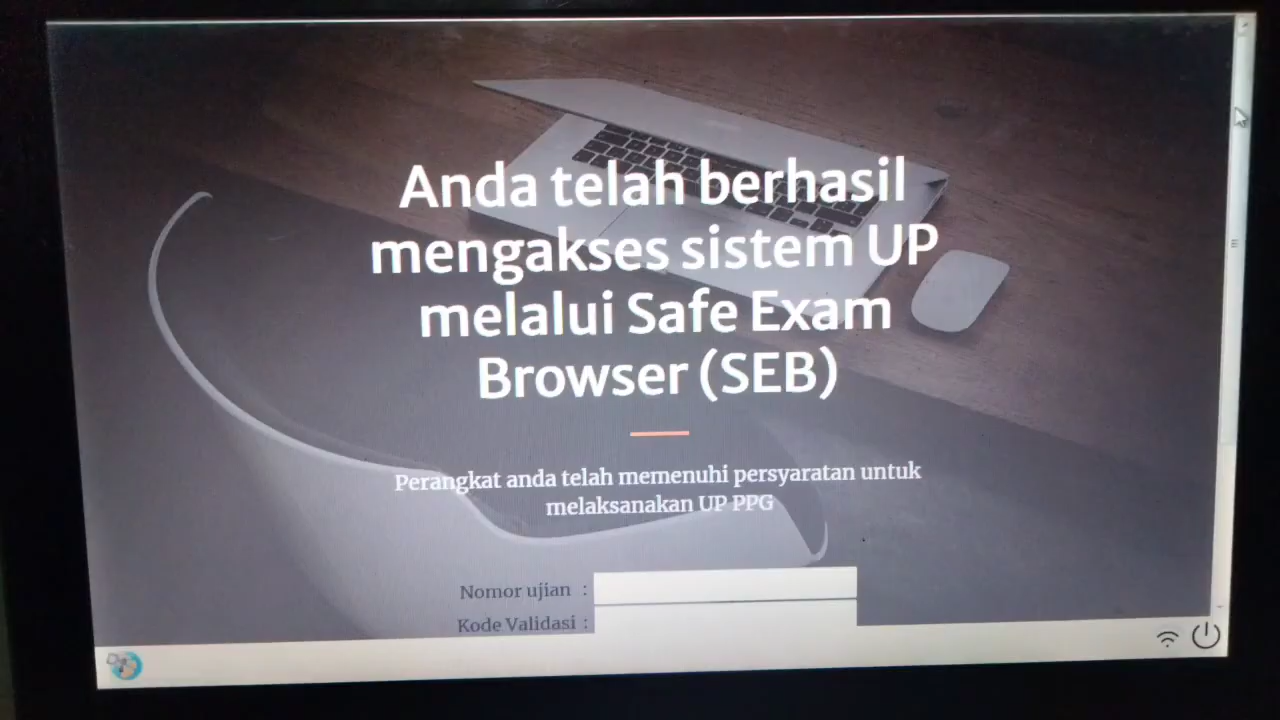 Anda telah berhasil
mengakses sistem UP
melalui Safe Exam
Browser (SEB)
Perangkat anda telah memenuhi persyaratan untuk
melaksanakan UP PPG
Nomor ujian :
Kode Validasi :